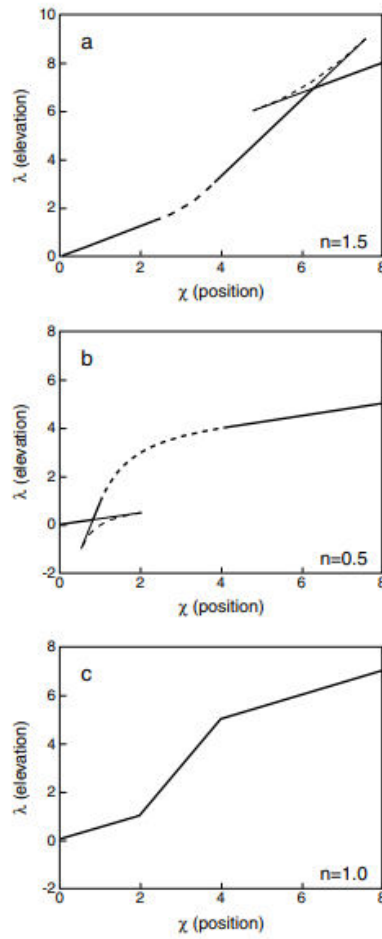 10
a
8
6
4
2
0
0
2
4
6
8
λ (elevation)
χ (position)
n=1.5
8
b
6
4
2
0
-2
0
2
4
6
8
λ (elevation)
χ (position)
n=0.5
8
c
6
4
2
0
-2
0
2
4
6
8
λ (elevation)
χ (position)
n=1.0